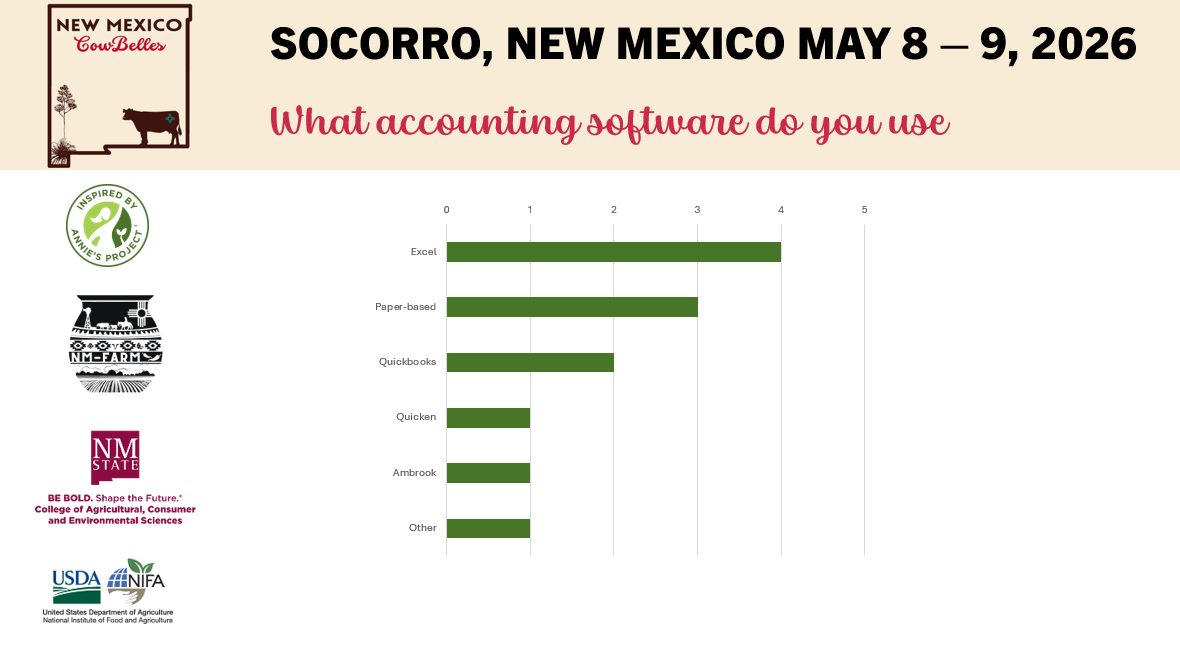 NEW MEXICO
CowBelles
SOCORRO, NEW MEXICO MAY 8 – 9, 2026
What accounting software do you use
INSPIRED BY
ANNIE'S PROJECT
NM-FARM
NM
STATE
BE BOLD. Shape the Future.®
College of Agricultural, Consumer
and Environmental Sciences
USDA
NIFA
United States Department of Agriculture
National Institute of Food and Agriculture
0 1 2 3 4 5
Excel
Paper-based
Quickbooks
Quicken
Ambrook
Other